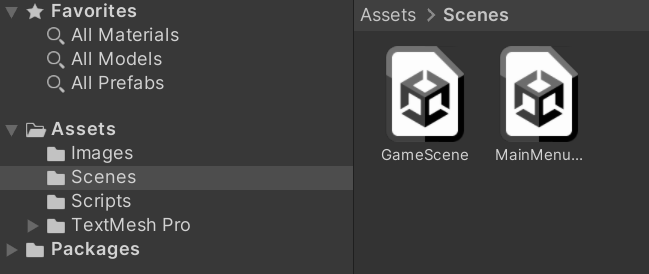 Favorites
All Materials
All Models
All Prefabs
Assets
Images
Scenes
Scripts
TextMesh Pro
Packages
Assets > Scenes
GameScene
MainMenu...